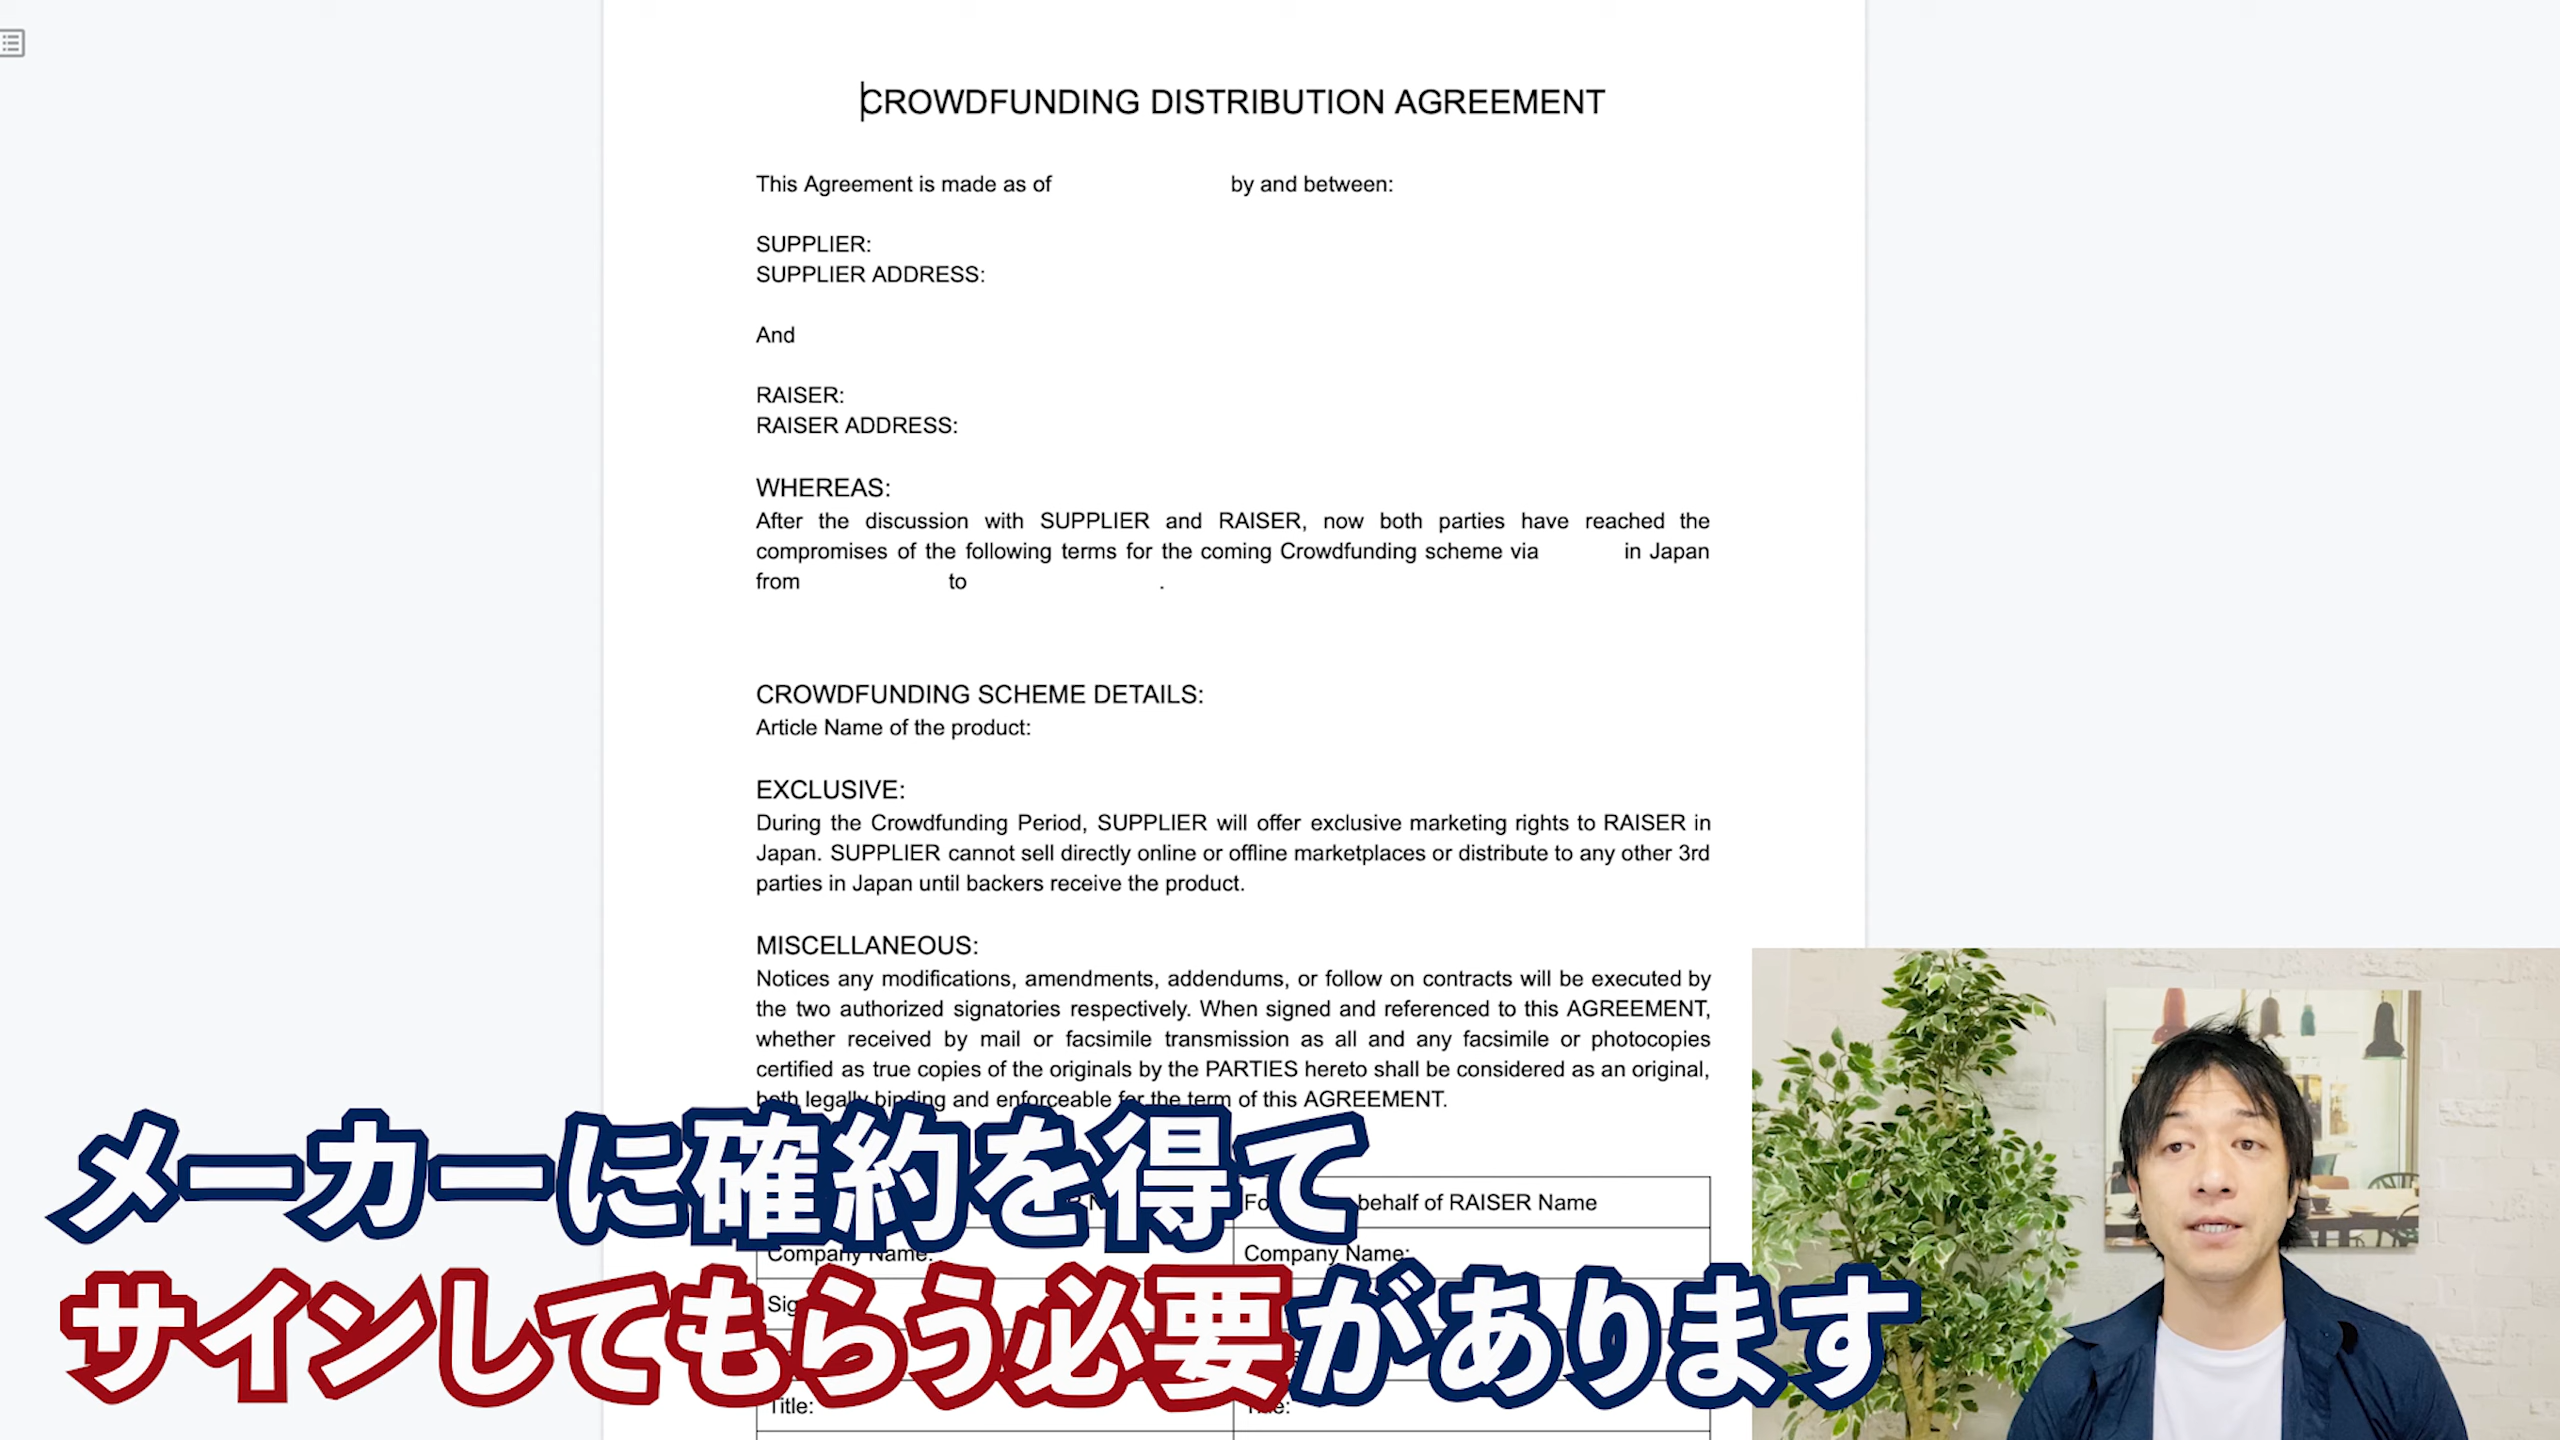 CROWDFUNDING DISTRIBUTION AGREEMENT
This Agreement is made as of by and between:
SUPPLIER:
SUPPLIER ADDRESS:
And
RAISER:
RAISER ADDRESS:
WHEREAS:
After the discussion with SUPPLIER and RAISER, now both parties have reached the
compromises of the following terms for the coming Crowdfunding scheme via in Japan
from to .
CROWDFUNDING SCHEME DETAILS:
Article Name of the product:
EXCLUSIVE:
During the Crowdfunding Period, SUPPLIER will offer exclusive marketing rights to RAISER in
Japan. SUPPLIER cannot sell directly online or offline marketplaces or distribute to any other 3rd
parties in Japan until backers receive the product.
MISCELLANEOUS:
Notices any modifications, amendments, addendums, or follow on contracts will be executed by
the two authorized signatories respectively. When signed and referenced to this AGREEMENT,
whether received by mail or facsimile transmission as all and any facsimile or photocopies
certified as true copies of the originals by the PARTIES hereto shall be considered as an original,
both legally binding and enforceable for the term of this AGREEMENT.
behalf of RAISER Name
Company Name: Company Name:
Title:
メーカーに確約を得て
サインしてもらう必要があります